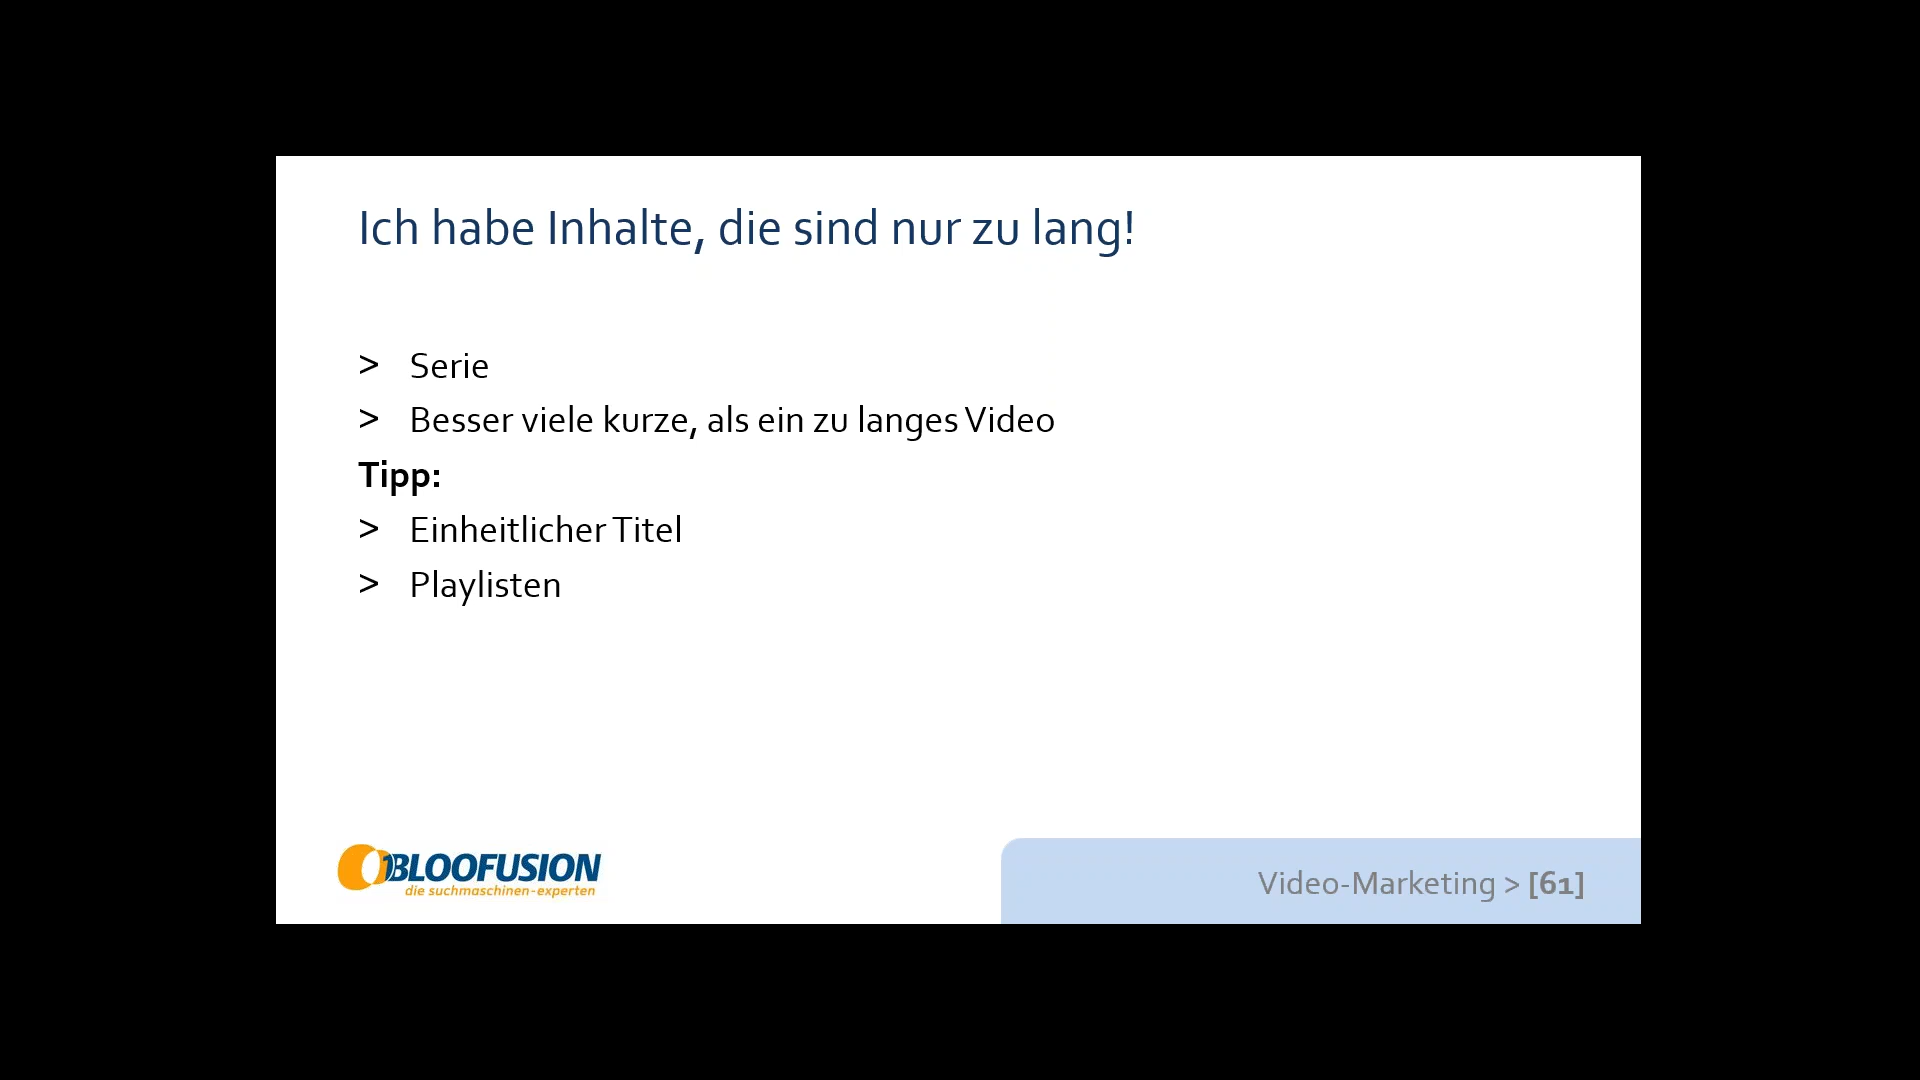 Ich habe Inhalte, die sind nur zu lang!
> Serie
> Besser viele kurze, als ein zu langes Video
Tipp:
> Einheitlicher Titel
> Playlisten
BLOOFUSION
die suchmaschinen-experten
Video-Marketing > [61]